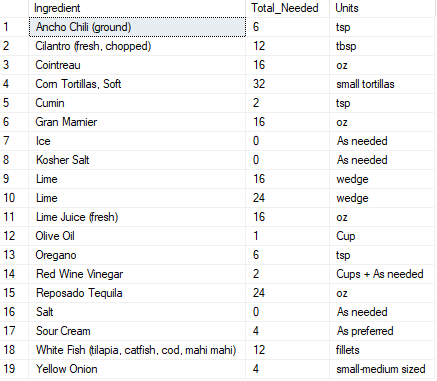 Ingredient Total_Needed Units
1 Ancho Chili (ground) 6 tsp
2 Cilantro (fresh, chopped) 12 tbsp
3 Cointreau 16 oz
4 Corn Tortillas, Soft 32 small tortillas
5 Cumin 2 tsp
6 Gran Marnier 16 oz
7 Ice 0 As needed
8 Kosher Salt 0 As needed
9 Lime 16 wedge
10 Lime 24 wedge
11 Lime Juice (fresh) 16 oz
12 Olive Oil 1 Cup
13 Oregano 6 tsp
14 Red Wine Vinegar 2 Cups + As needed
15 Reposado Tequila 24 oz
16 Salt 0 As needed
17 Sour Cream 4 As preferred
18 White Fish (tilapia, catfish, cod, mahi mahi) 12 fillets
19 Yellow Onion 4 small-medium sized